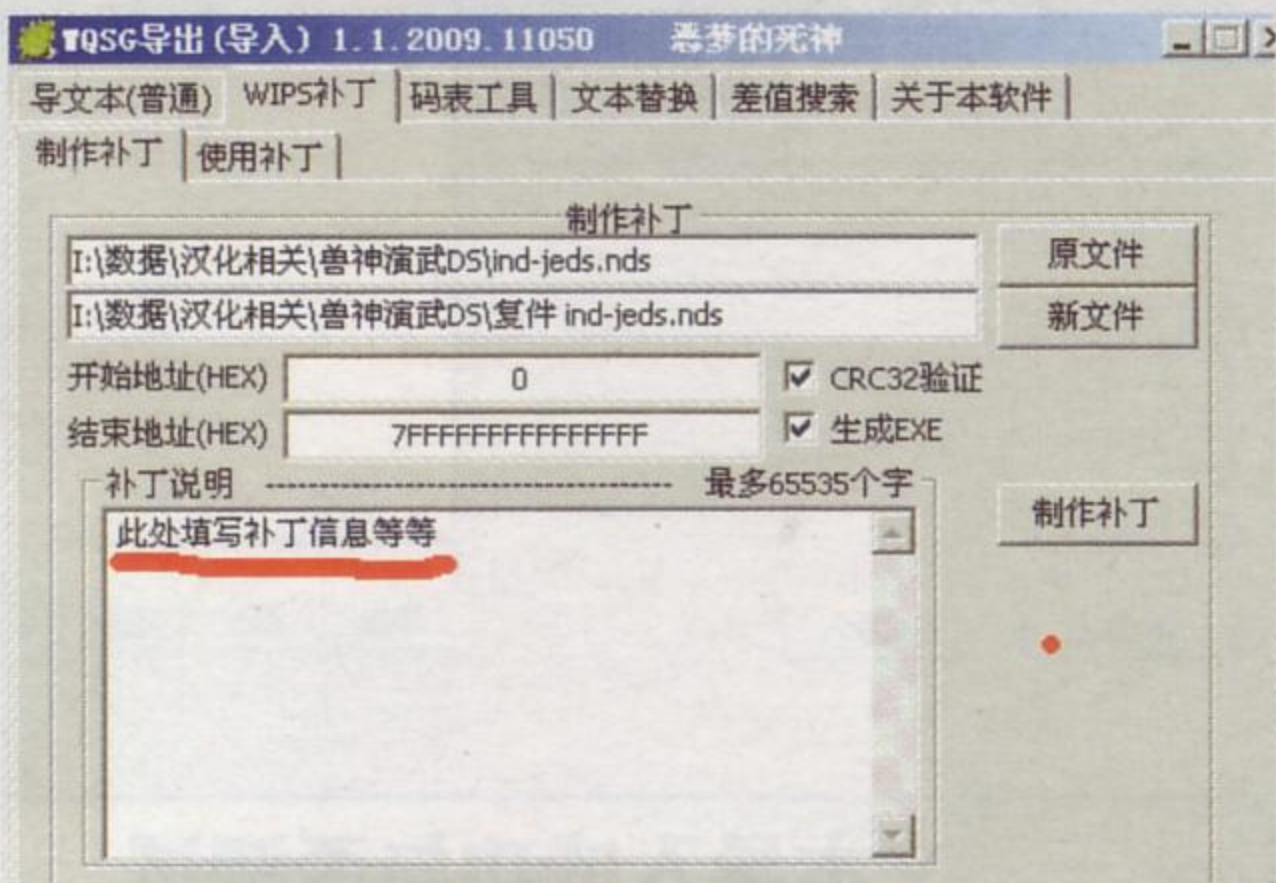 WQSG导出(导入) 1.1.2009.11050 恶梦的死神
导文本(普通) WIPS补丁 码表工具 文本替换 差值搜索 关于本软件
制作补丁 使用补丁
制作补丁
I:\数据\汉化相关\兽神演武DS\ind-jeds.nds 原文件
I:\数据\汉化相关\兽神演武DS\复件 ind-jeds.nds 新文件
开始地址(HEX) 0 CRC32验证
结束地址(HEX) 7FFFFFFFFFFFFFFF 生成EXE
补丁说明 ------------------------------------ 最多65535个字
此处填写补丁信息等等
制作补丁